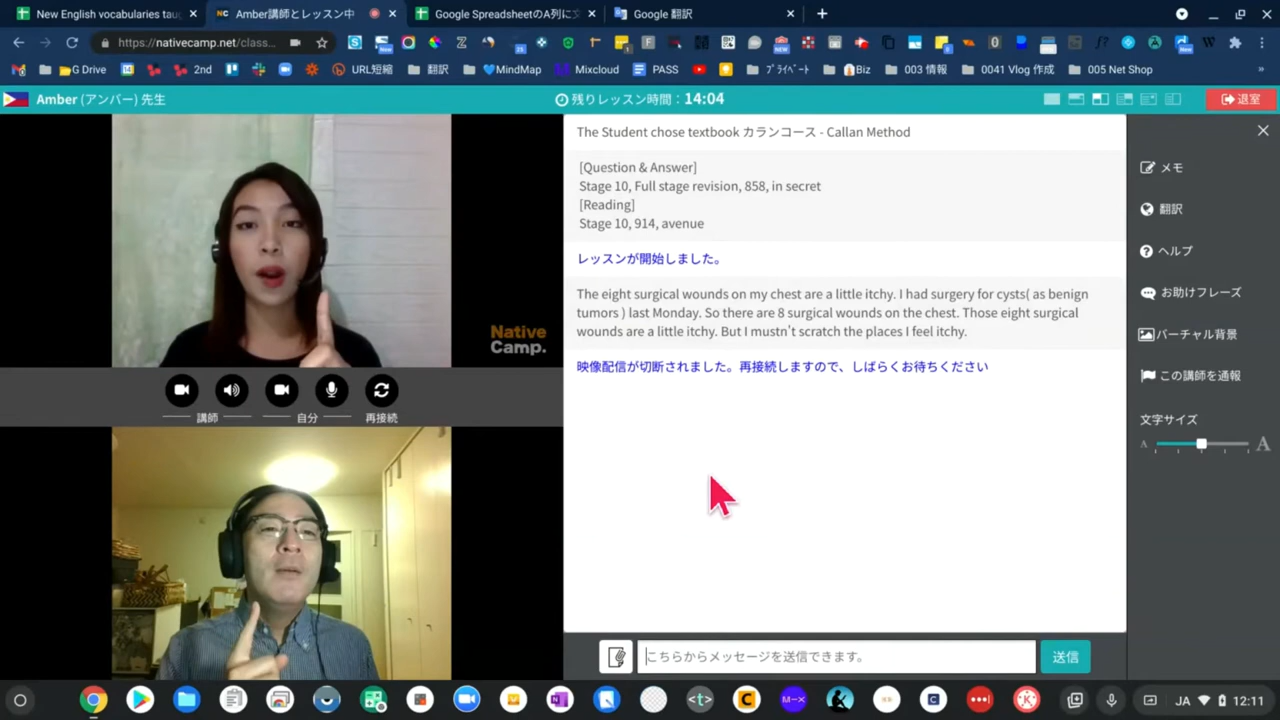 New English vocabularies taug
Amber講師とレッスン中
Google SpreadsheetのA列に文
Google 翻訳
https://nativecamp.net/class...
G Drive
2nd
URL短縮
翻訳
MindMap
Mixcloud
PASS
プライベート
Biz
003 情報
0041 Vlog 作成
005 Net Shop
Amber (アンバー) 先生
残りレッスン時間：14:04
退室
The Student chose textbook カランコース - Callan Method
[Question & Answer]
Stage 10, Full stage revision, 858, in secret
[Reading]
Stage 10, 914, avenue
レッスンが開始しました。
The eight surgical wounds on my chest are a little itchy. I had surgery for cysts( as benign
tumors ) last Monday. So there are 8 surgical wounds on the chest. Those eight surgical
wounds are a little itchy. But I mustn't scratch the places I feel itchy.
映像配信が切断されました。再接続しますので、しばらくお待ちください
Native
Camp.
講師
自分
再接続
メモ
翻訳
ヘルプ
お助けフレーズ
バーチャル背景
この講師を通報
文字サイズ
A
A
こちらからメッセージを送信できます。
送信
JA
12:11